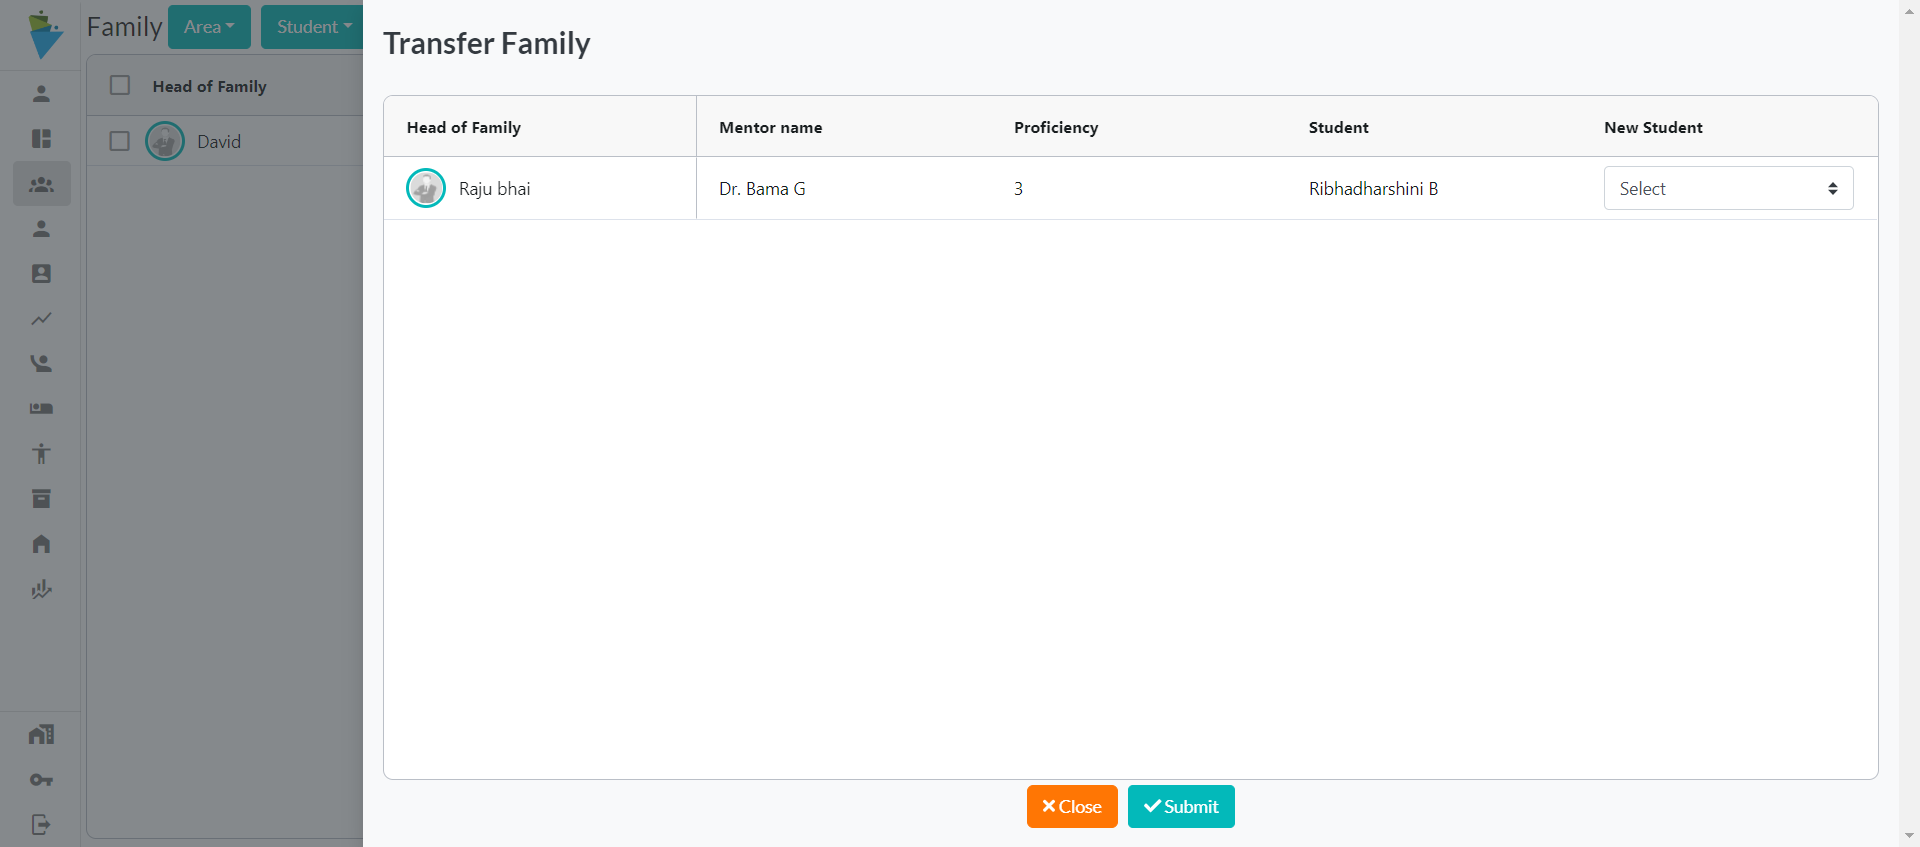 Family Area Student
Head of Family
David
Transfer Family
Head of Family Mentor name Proficiency Student New Student
Raju bhai Dr. Bama G 3 Ribhadharshini B Select
Close Submit